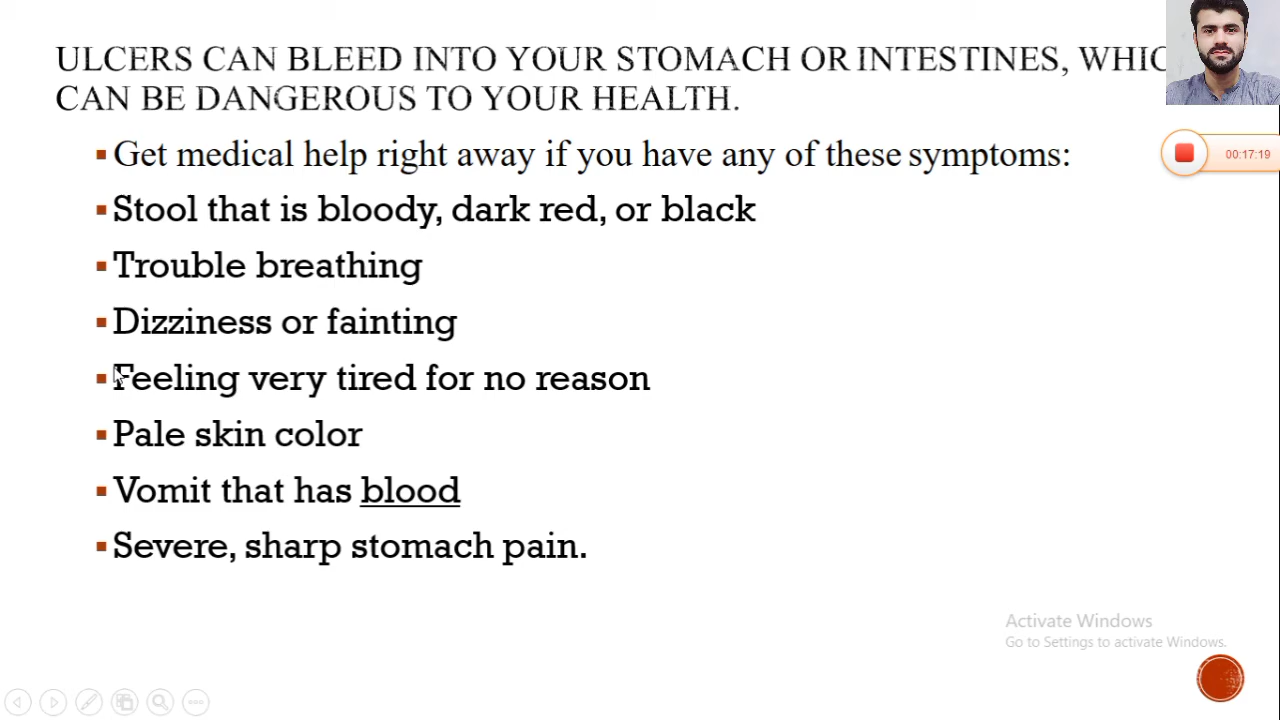 ULCERS CAN BLEED INTO YOUR STOMACH OR INTESTINES, WHIC
CAN BE DANGEROUS TO YOUR HEALTH.
Get medical help right away if you have any of these symptoms:
Stool that is bloody, dark red, or black
Trouble breathing
Dizziness or fainting
Feeling very tired for no reason
Pale skin color
Vomit that has blood
Severe, sharp stomach pain.
00:17:19
Activate Windows
Go to Settings to activate Windows.